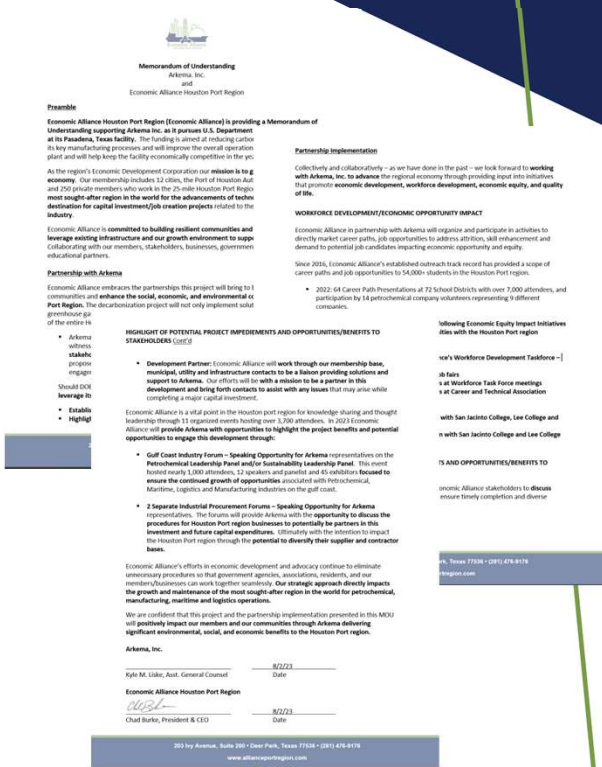 Memorandum of Understanding
Arkema. Inc.
and
Economic Alliance Houston Port Region
Preamble
Economic Alliance Houston Port Region (Economic Alliance) is providing a Memorandum of
Understanding supporting Arkema Inc. as it pursues U.S. Department
at its Pasadena, Texas facility. The funding is aimed at reducing carbo
its key manufacturing processes and will improve the overall operation
plant and will help keep the facility economically competitive in the ye
As the region's Economic Development Corporation our mission is to g
economy. Our membership includes 12 cities, the Port of Houston Aut
and 250 private members who work in the 25-mile Houston Port Regio
most sought-after region in the world for the advancements of techno
destination for capital investment/job creation projects related to the
industry.
Economic Alliance is committed to building resilient communities and
leverage existing infrastructure and our growth environment to supp
Collaborating with our members, stakeholders, businesses, governmen
educational partners.
Partnership with Arkema
Economic Alliance embraces the partnerships this project will bring to t
communities and enhance the social, economic, and environmental co
Port Region. The decarbonization project will not only implement solut
greenhouse ga
of the entire H
• Arkema
witness
stakeho
propos
engage
Should DOE
leverage its
• Establis
• Highlig
Partnership Implementation
Collectively and collaboratively – as we have done in the past – we look forward to working
with Arkema, Inc. to advance the regional economy through providing input into initiatives
that promote economic development, workforce development, economic equity, and quality
of life.
WORKFORCE DEVELOPMENT/ECONOMIC OPPORTUNITY IMPACT
Economic Alliance in partnership with Arkema will organize and participate in activities to
directly market career paths, job opportunities to address attrition, skill enhancement and
demand to potential job candidates impacting economic opportunity and equity.
Since 2016, Economic Alliance's established outreach track record has provided a scope of
career paths and job opportunities to 54,000+ students in the Houston Port region.
• 2022: 64 Career Path Presentations at 72 School Districts with over 7,000 attendees, and
participation by 14 petrochemical company volunteers representing 9 different
companies.
ollowing Economic Equity Impact Initiatives
ities with the Houston Port region
ce's Workforce Development Taskforce –
ob fairs
s at Workforce Task Force meetings
s at Career and Technical Association
with San Jacinto College, Lee College and
n with San Jacinto College and Lee College
TS AND OPPORTUNITIES/BENEFITS TO
onomic Alliance stakeholders to discuss
ensure timely completion and diverse
rk, Texas 77536 • (281) 476-9176
tregion.com
HIGHLIGHT OF POTENTIAL PROJECT IMPEDIEMENTS AND OPPORTUNITIES/BENEFITS TO
STAKEHOLDERS Cont'd
• Development Partner: Economic Alliance will work through our membership base,
municipal, utility and infrastructure contacts to be a liaison providing solutions and
support to Arkema. Our efforts will be with a mission to be a partner in this
development and bring forth contacts to assist with any issues that may arise while
completing a major capital investment.
Economic Alliance is a vital point in the Houston port region for knowledge sharing and thought
leadership through 11 organized events hosting over 3,700 attendees. In 2023 Economic
Alliance will provide Arkema with opportunities to highlight the project benefits and potential
opportunities to engage this development through:
• Gulf Coast Industry Forum – Speaking Opportunity for Arkema representatives on the
Petrochemical Leadership Panel and/or Sustainability Leadership Panel. This event
hosted nearly 1,000 attendees, 12 speakers and panelist and 45 exhibitors focused to
ensure the continued growth of opportunities associated with Petrochemical,
Maritime, Logistics and Manufacturing industries on the gulf coast.
• 2 Separate Industrial Procurement Forums – Speaking Opportunity for Arkema
representatives. The forums will provide Arkema with the opportunity to discuss the
procedures for Houston Port region businesses to potentially be partners in this
investment and future capital expenditures. Ultimately with the intention to impact
the Houston Port region through the potential to diversify their supplier and contractor
bases.
Economic Alliance's efforts in economic development and advocacy continue to eliminate
unnecessary procedures so that government agencies, associations, residents, and our
members/businesses can work together seamlessly. Our strategic approach directly impacts
the growth and maintenance of the most sought-after region in the world for petrochemical,
manufacturing, maritime and logistics operations.
We are confident that this project and the partnership implementation presented in this MOU
will positively impact our members and our communities through Arkema delivering
significant environmental, social, and economic benefits to the Houston Port region.
Arkema, Inc.
8/2/23
Kyle M. Liske, Asst. General Counsel Date
Economic Alliance Houston Port Region
8/2/23
Chad Burke, President & CEO Date
203 Ivy Avenue, Suite 200 • Deer Park, Texas 77536 • (281) 476-9176
www.allianceportregion.com